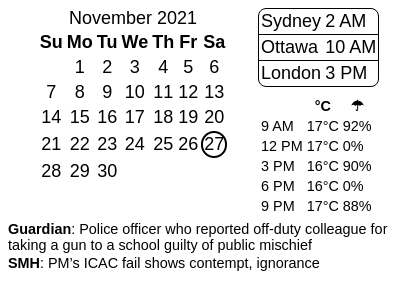 November 2021
Su Mo Tu We Th Fr Sa
1 2 3 4 5 6
7 8 9 10 11 12 13
14 15 16 17 18 19 20
21 22 23 24 25 26 27
28 29 30
Sydney 2 AM
Ottawa 10 AM
London 3 PM
°C ☂
9 AM 17°C 92%
12 PM 17°C 0%
3 PM 16°C 90%
6 PM 16°C 0%
9 PM 17°C 88%
Guardian: Police officer who reported off-duty colleague for
taking a gun to a school guilty of public mischief
SMH: PM’s ICAC fail shows contempt, ignorance